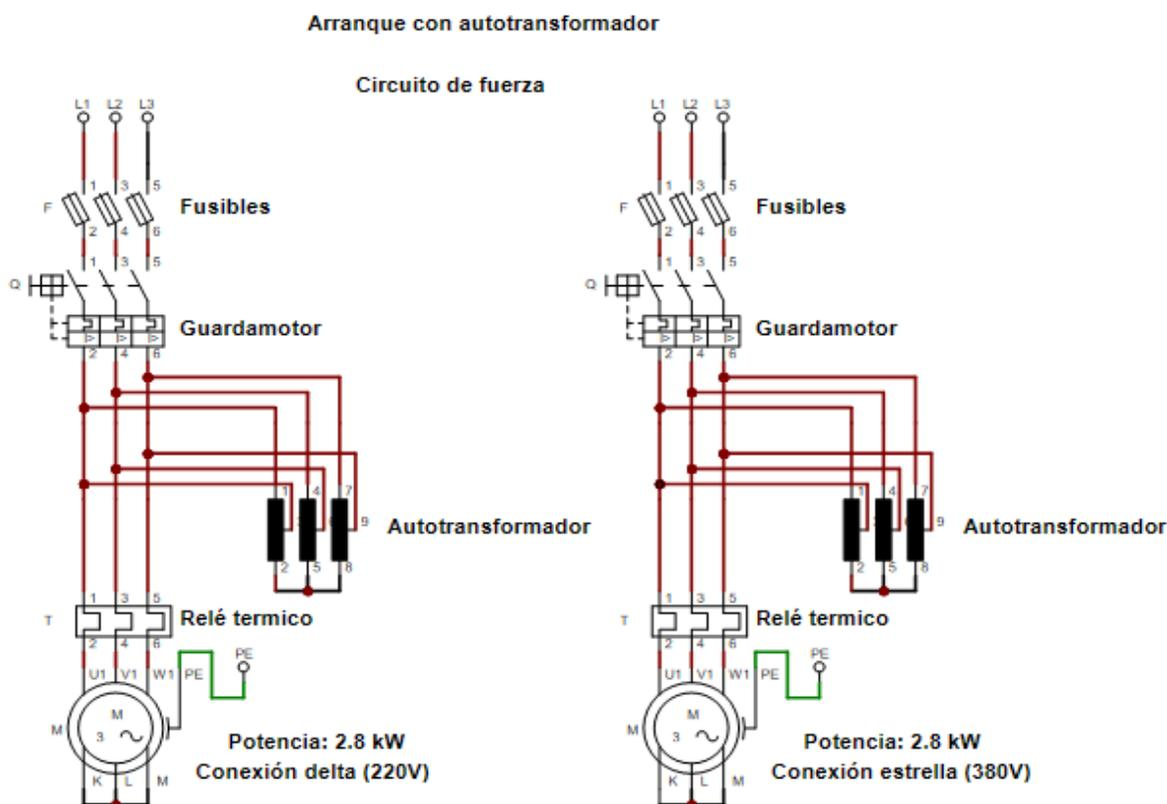 Arranque con autotransformador
Circuito de fuerza
L1 L2 L3 L1 L2 L3
1 3 5 1 3 5
F Fusibles F Fusibles
2 4 6 2 4 6
1 3 5 1 3 5
Q Q
Guardamotor Guardamotor
2 4 6 2 4 6
1 4 7 1 4 7
9 Autotransformador 9 Autotransformador
2 5 8 2 5 8
1 3 5 1 3 5
T Relé termico T Relé termico
2 4 6 2 4 6
PE PE
U1 V1 W1 PE U1 V1 W1 PE
M M
M 3 M 3
Potencia: 2.8 kW Potencia: 2.8 kW
Conexión delta (220V) Conexión estrella (380V)
K L M K L M